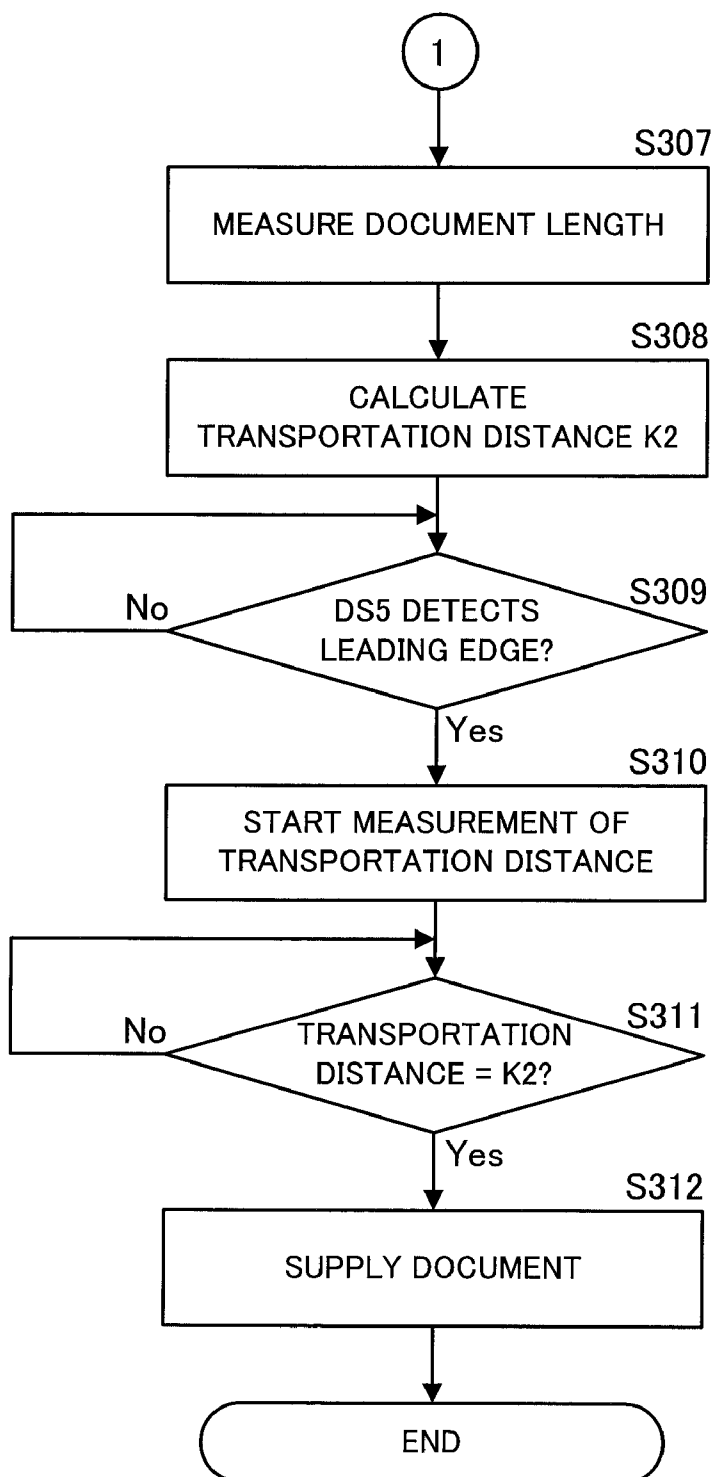 1
S307
MEASURE DOCUMENT LENGTH
S308
CALCULATE
TRANSPORTATION DISTANCE K2
S309
No
DS5 DETECTS
LEADING EDGE?
Yes
S310
START MEASUREMENT OF
TRANSPORTATION DISTANCE
S311
No
TRANSPORTATION
DISTANCE = K2?
Yes
S312
SUPPLY DOCUMENT
END